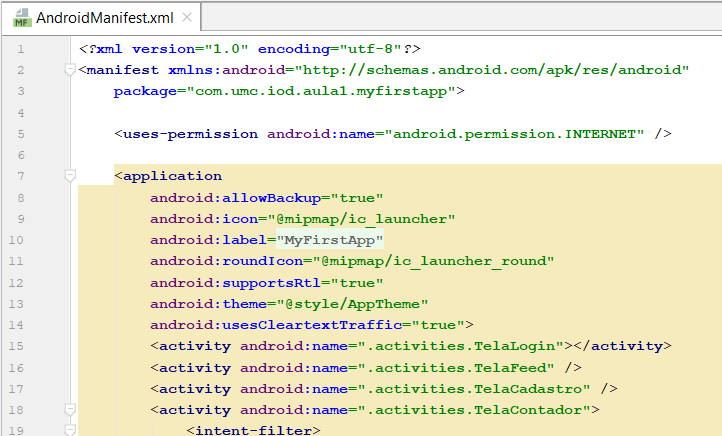 AndroidManifest.xml
1 <?xml version="1.0" encoding="utf-8"?>
2 <manifest xmlns:android="http://schemas.android.com/apk/res/android"
3 package="com.umc.iod.aula1.myfirstapp">
4
5 <uses-permission android:name="android.permission.INTERNET" />
6
7 <application
8 android:allowBackup="true"
9 android:icon="@mipmap/ic_launcher"
10 android:label="MyFirstApp"
11 android:roundIcon="@mipmap/ic_launcher_round"
12 android:supportsRtl="true"
13 android:theme="@style/AppTheme"
14 android:usesCleartextTraffic="true">
15 <activity android:name=".activities.TelaLogin"></activity>
16 <activity android:name=".activities.TelaFeed" />
17 <activity android:name=".activities.TelaCadastro" />
18 <activity android:name=".activities.TelaContador">
19 <intent-filter>